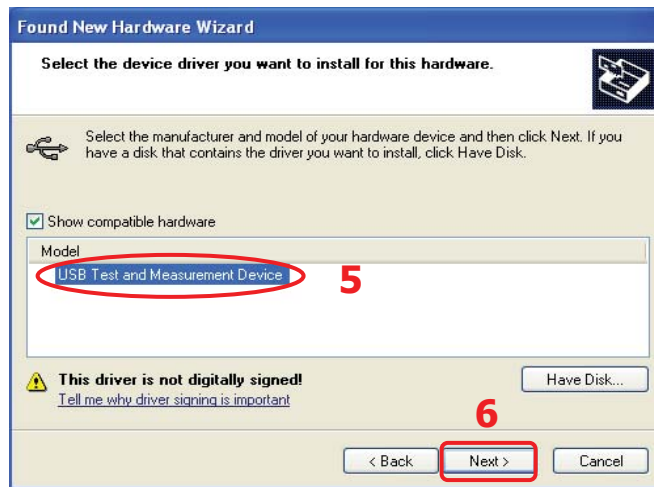 Found New Hardware Wizard
Select the device driver you want to install for this hardware.
Select the manufacturer and model of your hardware device and then click Next. If you
have a disk that contains the driver you want to install, click Have Disk.
Show compatible hardware
Model
USB Test and Measurement Device
5
This driver is not digitally signed!
Have Disk...
Tell me why driver signing is important
6
< Back
Next >
Cancel